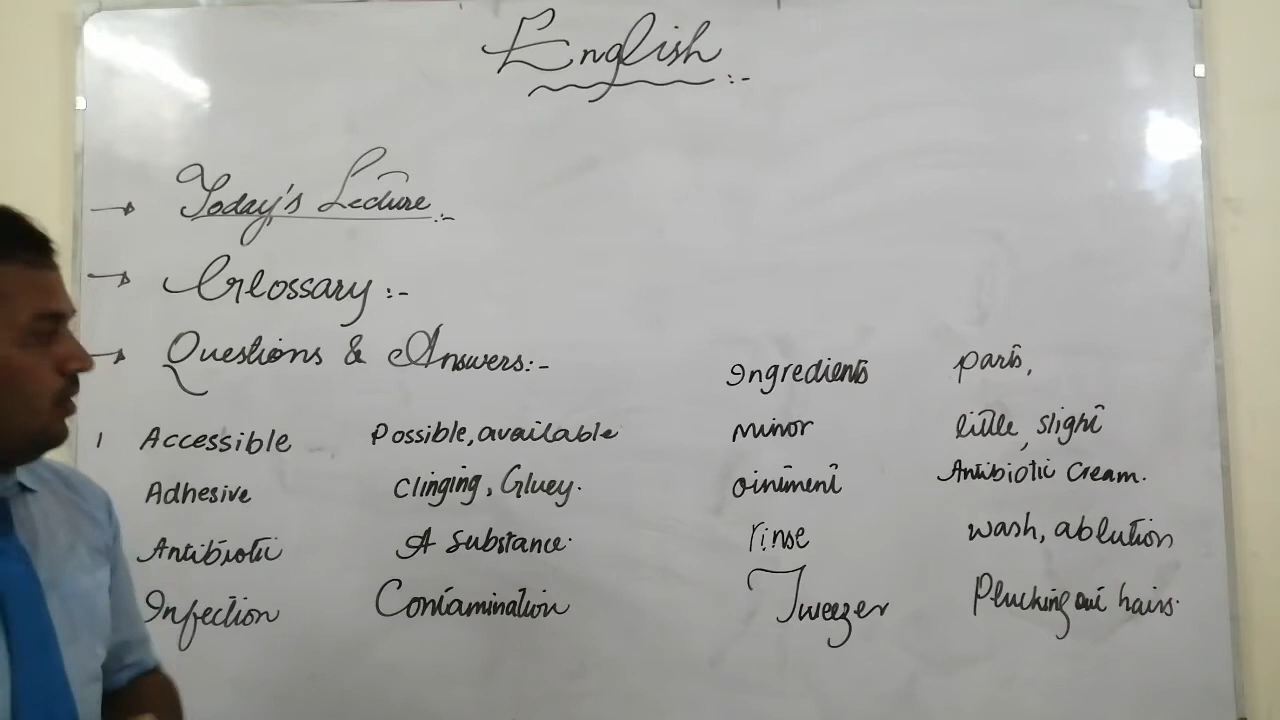 English :-
→ Today's Lecture :-
→ Glossary :-
→ Questions & Answers :-
1 Accessible Possible, available
Adhesive Clinging, Gluey.
Antibiotic A Substance.
Infection Contamination
Ingredients parts,
minor little, slight
ointment Antibiotic Cream.
rinse wash, ablution
Tweezer Plucking out hairs.